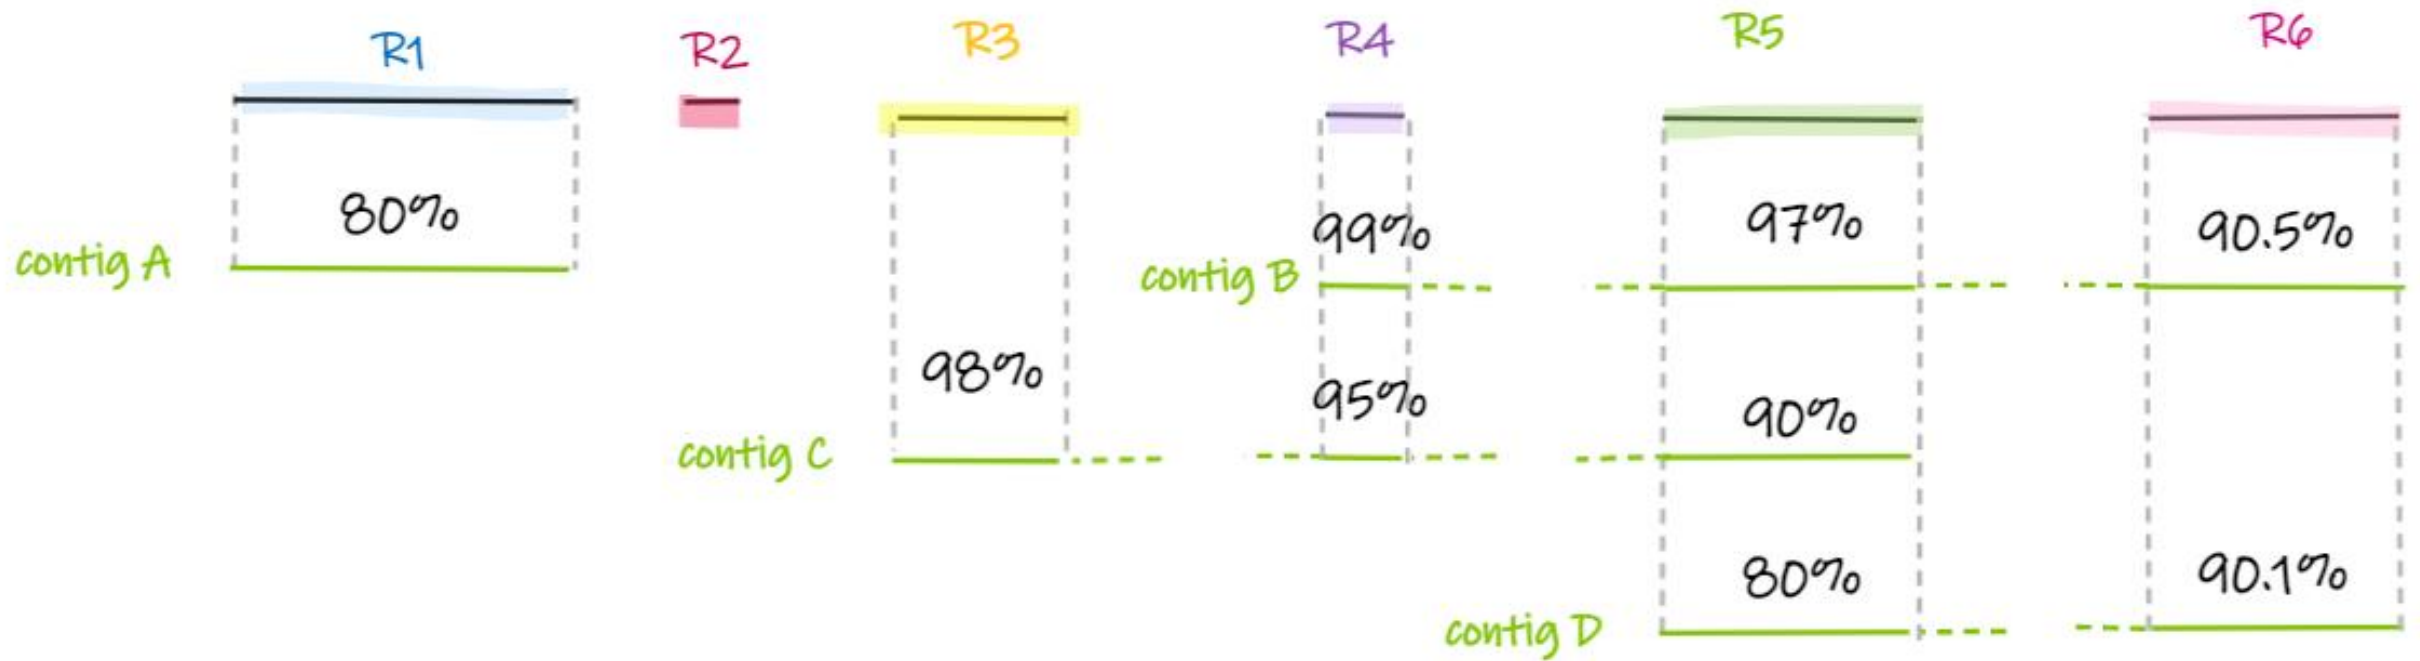 R1 R2 R3 R4 R5 R6
80% 99% 97% 90.5%
contig A contig B
98% 95% 90%
contig C
80% 90.1%
contig D